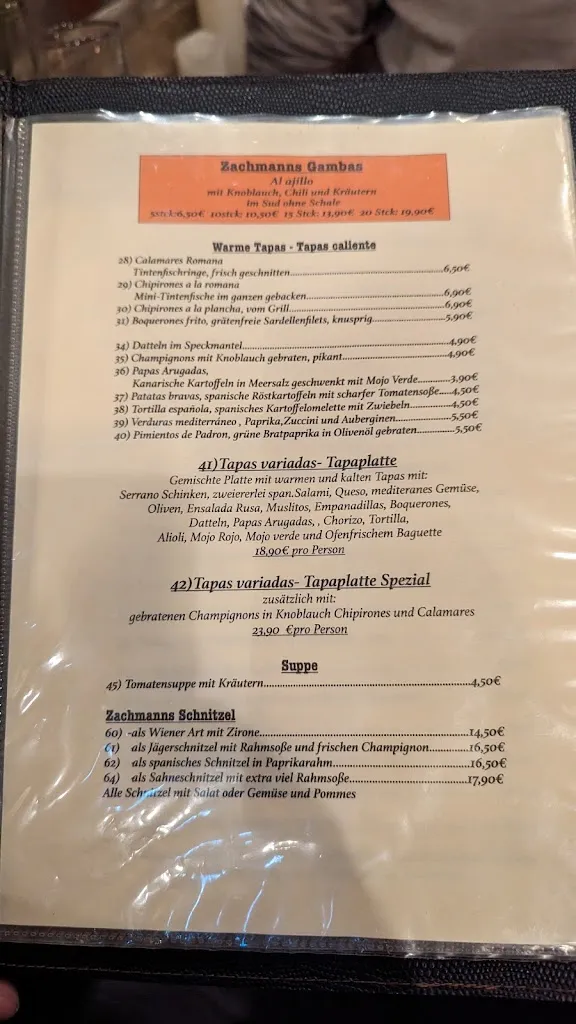 Zachmanns Gambas
Al ajillo
mit Knoblauch, Chili und Kräutern
im Sud ohne Schale
5stck:6,50€ 10stck: 10,50€ 15 Stck: 13,90€ 20 Stck: 19,90€
Warme Tapas - Tapas caliente
28) Calamares Romana
Tintenfischringe, frisch geschnitten...6,50€
29) Chipirones a la romana
Mini-Tintenfische im ganzen gebacken...6,90€
30) Chipirones a la plancha, vom Grill...6,90€
31) Boquerones frito, grätenfreie Sardellenfilets, knusprig...5,90€
34) Datteln im Speckmantel...4,90€
35) Champignons mit Knoblauch gebraten, pikant...4,90€
36) Papas Arugadas,
Kanarische Kartoffeln in Meersalz geschwenkt mit Mojo Verde...3,90€
37) Patatas bravas, spanische Röstkartoffeln mit scharfer Tomatensoße...4,50€
38) Tortilla española, spanisches Kartoffelomelette mit Zwiebeln...4,50€
39) Verduras mediterráneo , Paprika,Zuccini und Auberginen...5,50€
40) Pimientos de Padron, grüne Bratpaprika in Olivenöl gebraten...5,50€
41)Tapas variadas- Tapaplatte
Gemischte Platte mit warmen und kalten Tapas mit:
Serrano Schinken, zweiererlei span.Salami, Queso, mediteranes Gemüse,
Oliven, Ensalada Rusa, Muslitos, Empanadillas, Boquerones,
Datteln, Papas Arugadas, , Chorizo, Tortilla,
Alioli, Mojo Rojo, Mojo verde und Ofenfrischem Baguette
18,90€ pro Person
42)Tapas variadas- Tapaplatte Spezial
zusätzlich mit:
gebratenen Champignons in Knoblauch Chipirones und Calamares
23,90 €pro Person
Suppe
45) Tomatensuppe mit Kräutern...4,50€
Zachmanns Schnitzel
60) -als Wiener Art mit Zirone...14,50€
61) als Jägerschnitzel mit Rahmsoße und frischen Champignon...16,50€
62) als spanisches Schnitzel in Paprikarahm...16,50€
64) als Sahneschnitzel mit extra viel Rahmsoße...17,90€
Alle Schnitzel mit Salat oder Gemüse und Pommes